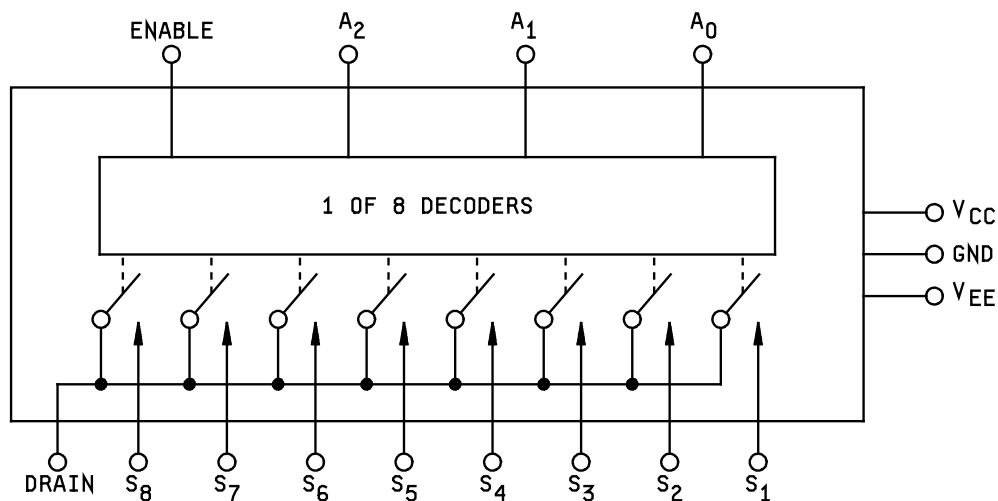 ENABLE A2 A1 A0
1 OF 8 DECODERS
VCC
GND
VEE
DRAIN S8 S7 S6 S5 S4 S3 S2 S1